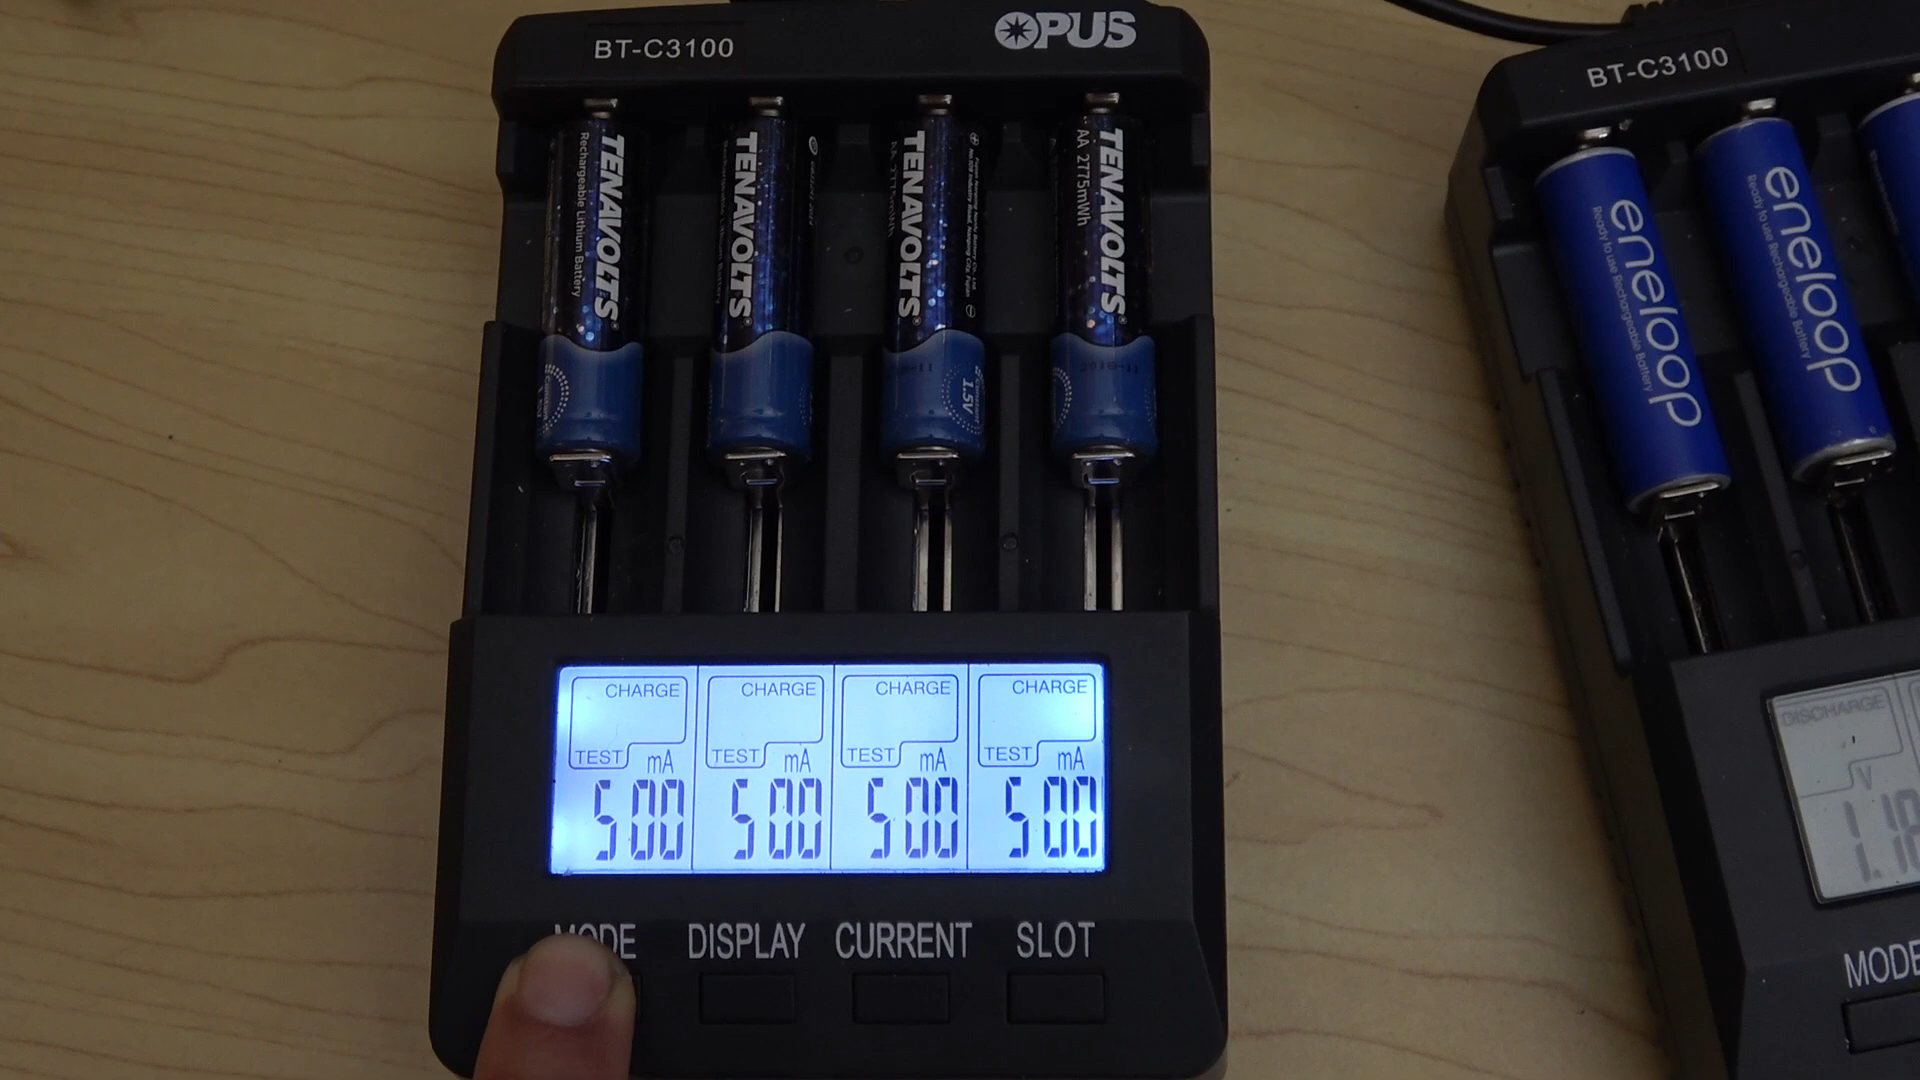 BT-C3100
OPUS
TENAVOLTS
Rechargeable Lithium Battery
TENAVOLTS
TENAVOLTS
1.5V
TENAVOLTS®
AA 2775mWh
CHARGE
TEST
mA
500
CHARGE
TEST
mA
500
CHARGE
TEST
mA
500
CHARGE
TEST
mA
500
MODE
DISPLAY
CURRENT
SLOT
BT-C3100
eneloop
Ready to use Rechargeable Battery
eneloop
Ready to use Rechargeable Battery
DISCHARGE
V
MODE